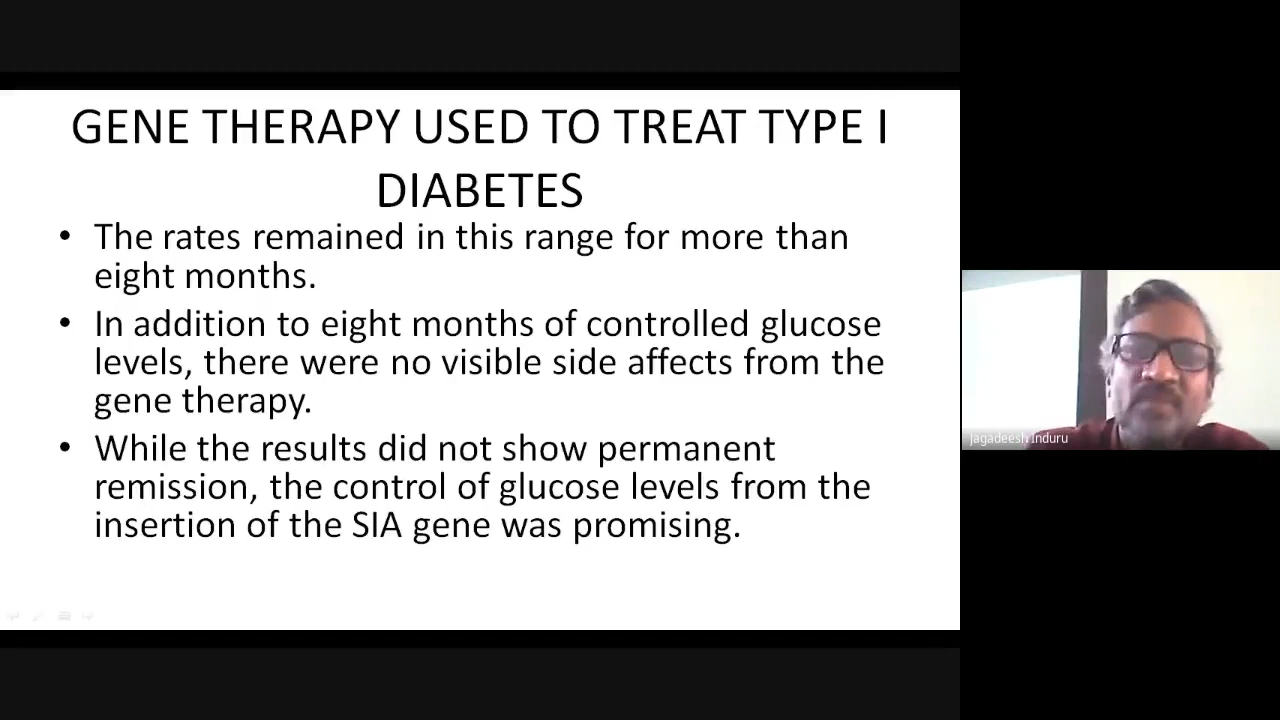 GENE THERAPY USED TO TREAT TYPE I
DIABETES
• The rates remained in this range for more than
eight months.
• In addition to eight months of controlled glucose
levels, there were no visible side affects from the
gene therapy.
• While the results did not show permanent
remission, the control of glucose levels from the
insertion of the SIA gene was promising.
Jagadeesh Induru